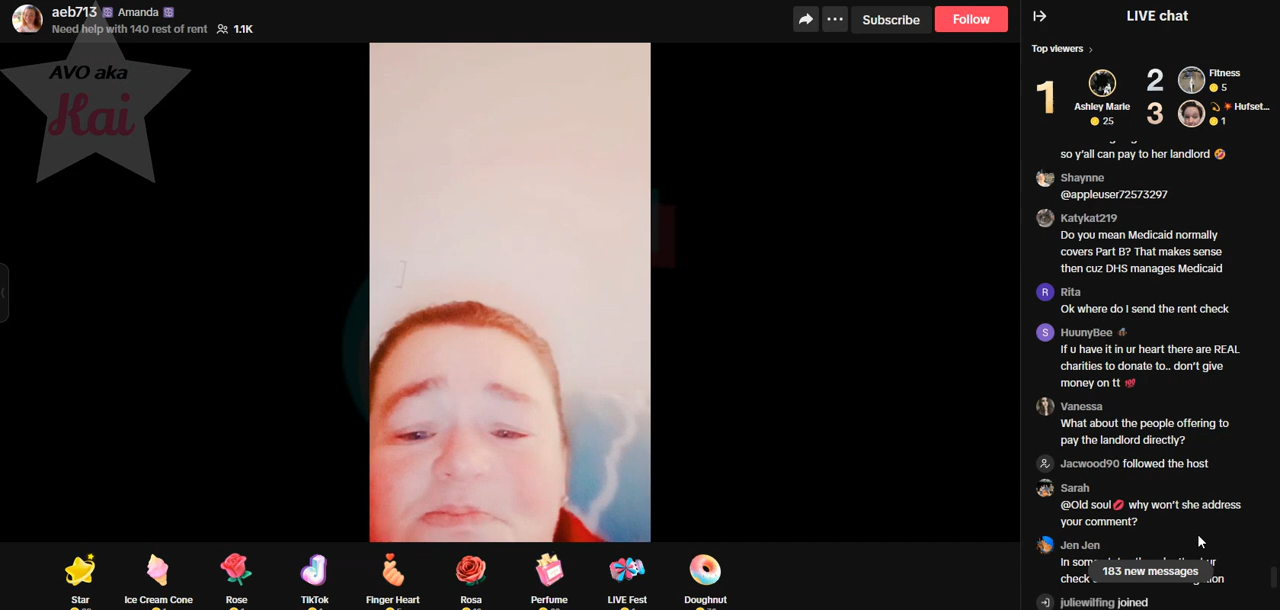 aeb713 Amanda
Need help with 140 rest of rent 1.1K
Subscribe
Follow
AVO aka
Kai
LIVE chat
Top viewers
1
Ashley Marie
25
2
Fitness
5
3
Hufset...
1
so y'all can pay to her landlord 🤣
Shaynne
@appleuser72573297
Katykat219
Do you mean Medicaid normally
covers Part B? That makes sense
then cuz DHS manages Medicaid
R Rita
Ok where do I send the rent check
S HuunyBee
If u have it in ur heart there are REAL
charities to donate to.. don't give
money on tt 💯
Vanessa
What about the people offering to
pay the landlord directly?
Jacwood90 followed the host
Sarah
@Old soul💋 why won't she address
your comment?
Jen Jen
183 new messages
check
juliewilfing joined
Star
Ice Cream Cone
Rose
TikTok
Finger Heart
Rosa
Perfume
LIVE Fest
Doughnut